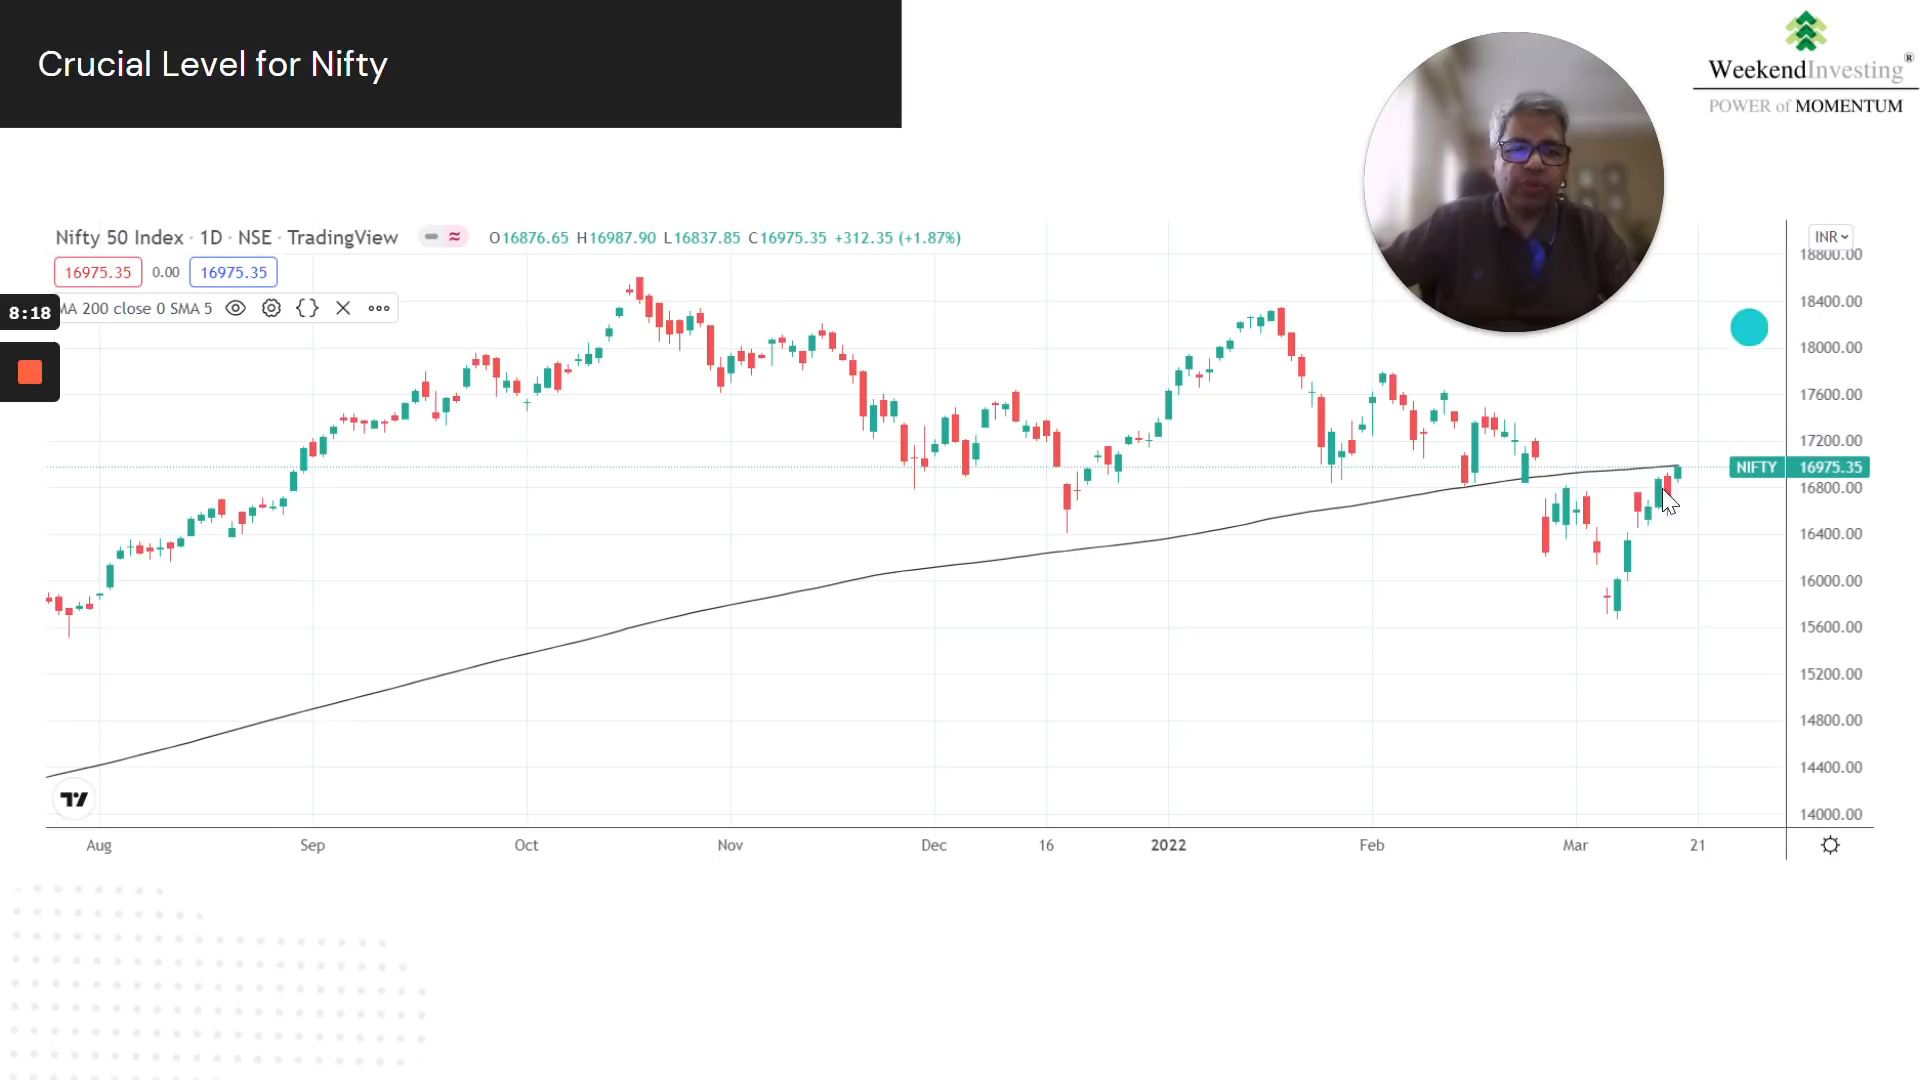 Crucial Level for Nifty
WeekendInvesting®
POWER of MOMENTUM
Nifty 50 Index · 1D · NSE · TradingView O16876.65 H16987.90 L16837.85 C16975.35 +312.35 (+1.87%)
INR
16975.35 0.00 16975.35
8:18
MA 200 close 0 SMA 5
18800.00
18400.00
18000.00
17600.00
17200.00
NIFTY 16975.35
16800.00
16400.00
16000.00
15600.00
15200.00
14800.00
14400.00
14000.00
Aug Sep Oct Nov Dec 16 2022 Feb Mar 21